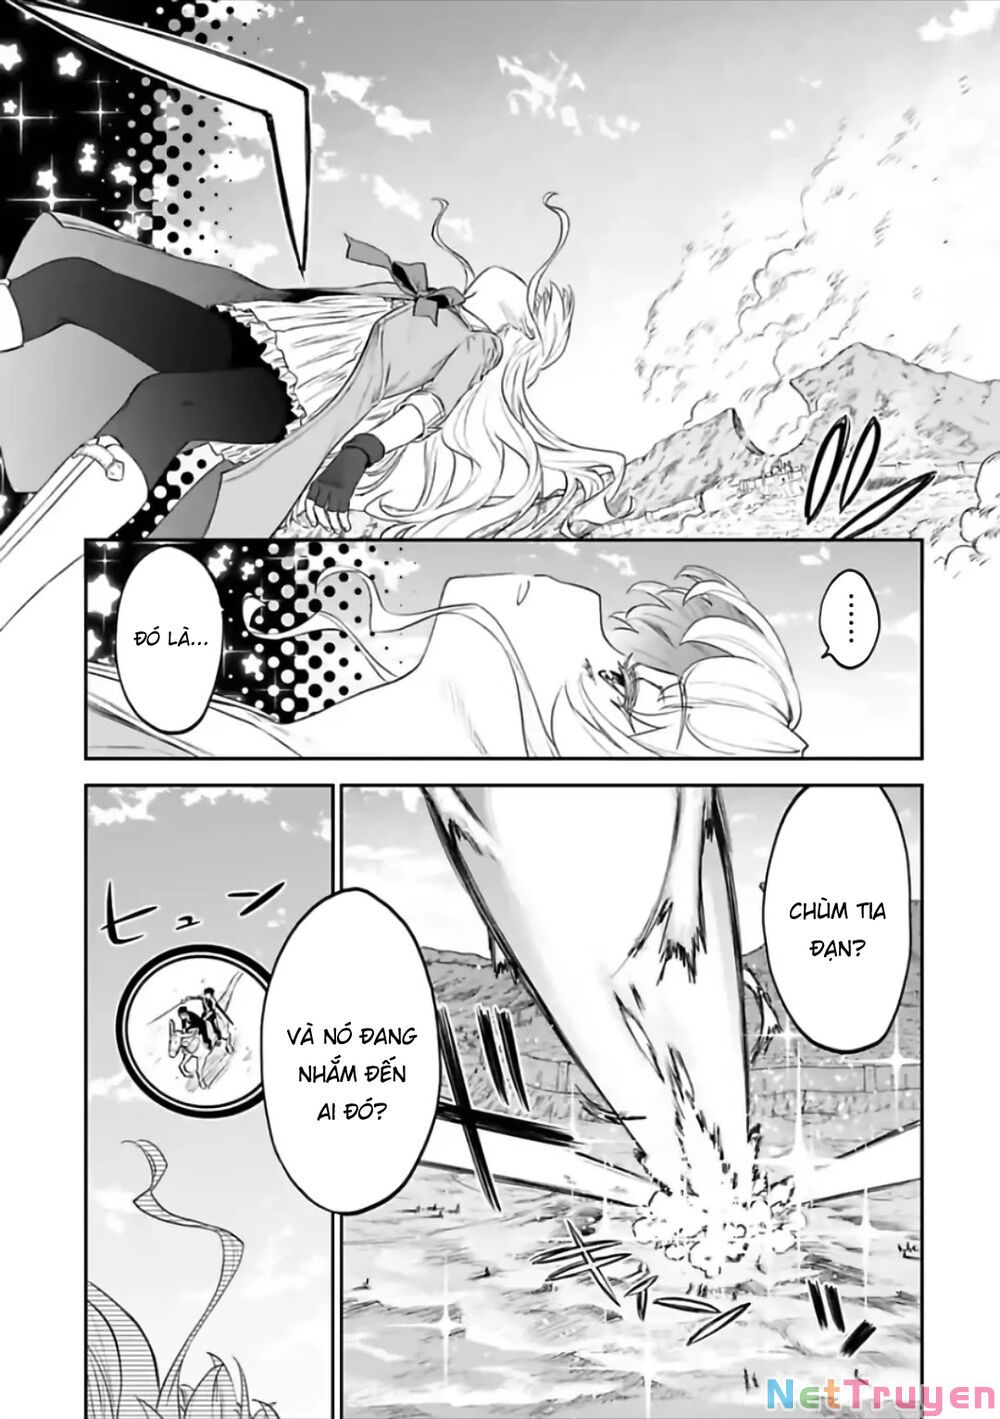 ......
ĐÓ LÀ...
CHÙM TIA
ĐẠN?
VÀ NÓ ĐANG
NHẮM ĐẾN
AI ĐÓ?
ヒュン
NetTruyen